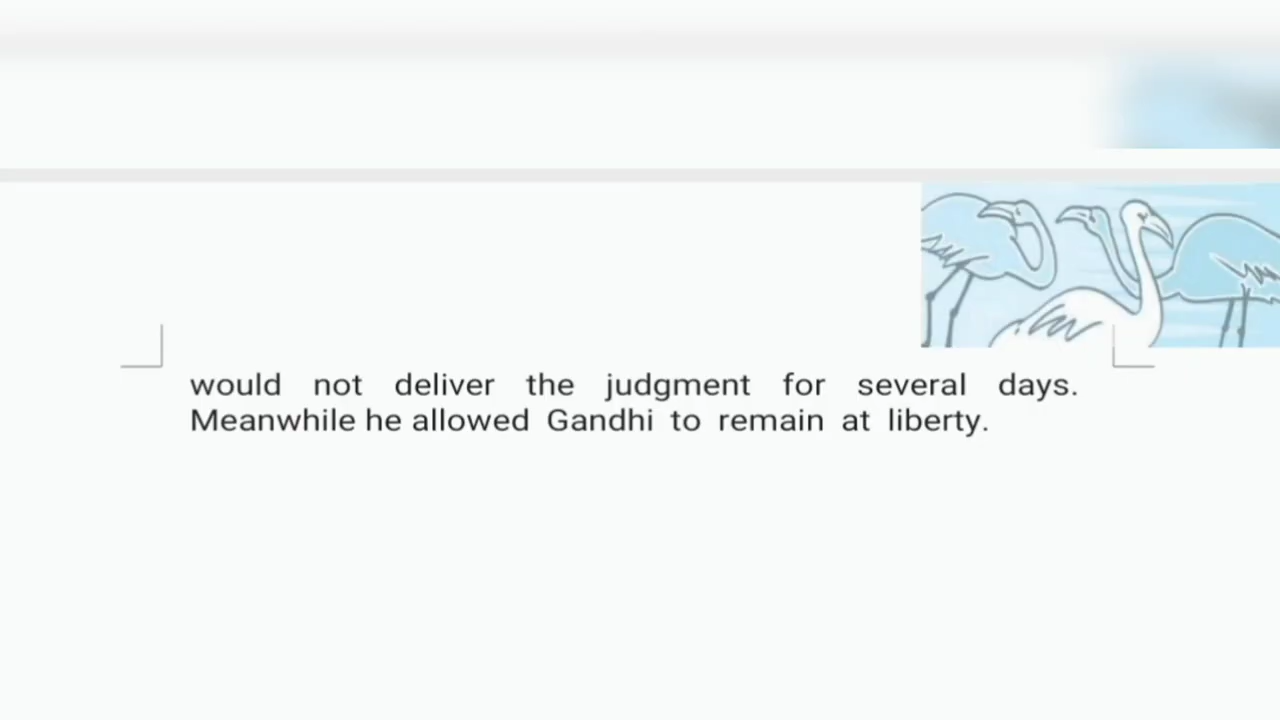 would not deliver the judgment for several days.
Meanwhile he allowed Gandhi to remain at liberty.